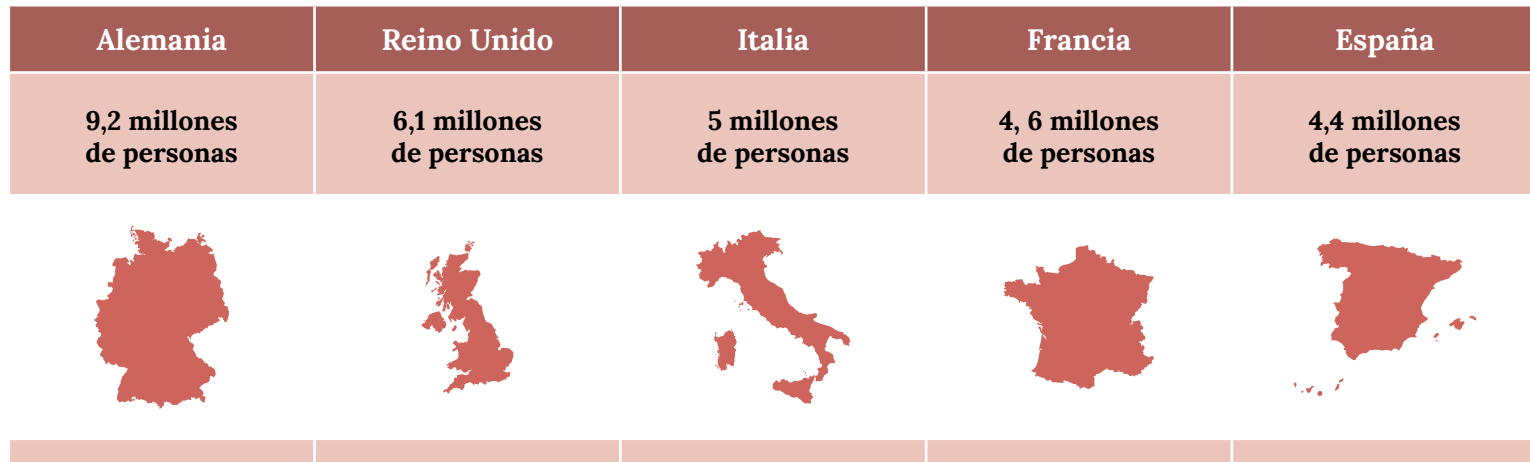 Alemania
Reino Unido
Italia
Francia
España
9,2 millones
de personas
6,1 millones
de personas
5 millones
de personas
4, 6 millones
de personas
4,4 millones
de personas